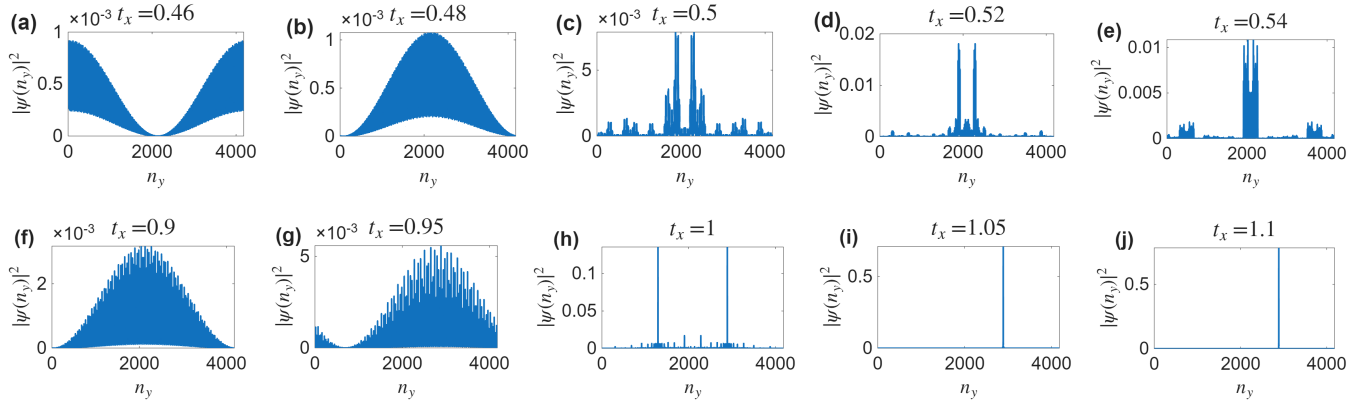 (a) ×10⁻³ t_x=0.46
|ψ(n_y)|²
1
0.5
0
0 2000 4000
n_y
(b) ×10⁻³ t_x=0.48
|ψ(n_y)|²
1
0.5
0
0 2000 4000
n_y
(c) ×10⁻³ t_x=0.5
|ψ(n_y)|²
6
4
2
0
0 2000 4000
n_y
(d) t_x=0.52
|ψ(n_y)|²
0.02
0.01
0
0 2000 4000
n_y
(e) t_x=0.54
|ψ(n_y)|²
0.01
0.005
0
0 2000 4000
n_y
(f) ×10⁻³ t_x=0.9
|ψ(n_y)|²
2
0
0 2000 4000
n_y
(g) ×10⁻³ t_x=0.95
|ψ(n_y)|²
5
0
0 2000 4000
n_y
(h) t_x=1
|ψ(n_y)|²
0.1
0.05
0
0 2000 4000
n_y
(i) t_x=1.05
|ψ(n_y)|²
0.5
0
0 2000 4000
n_y
(j) t_x=1.1
|ψ(n_y)|²
0.5
0
0 2000 4000
n_y